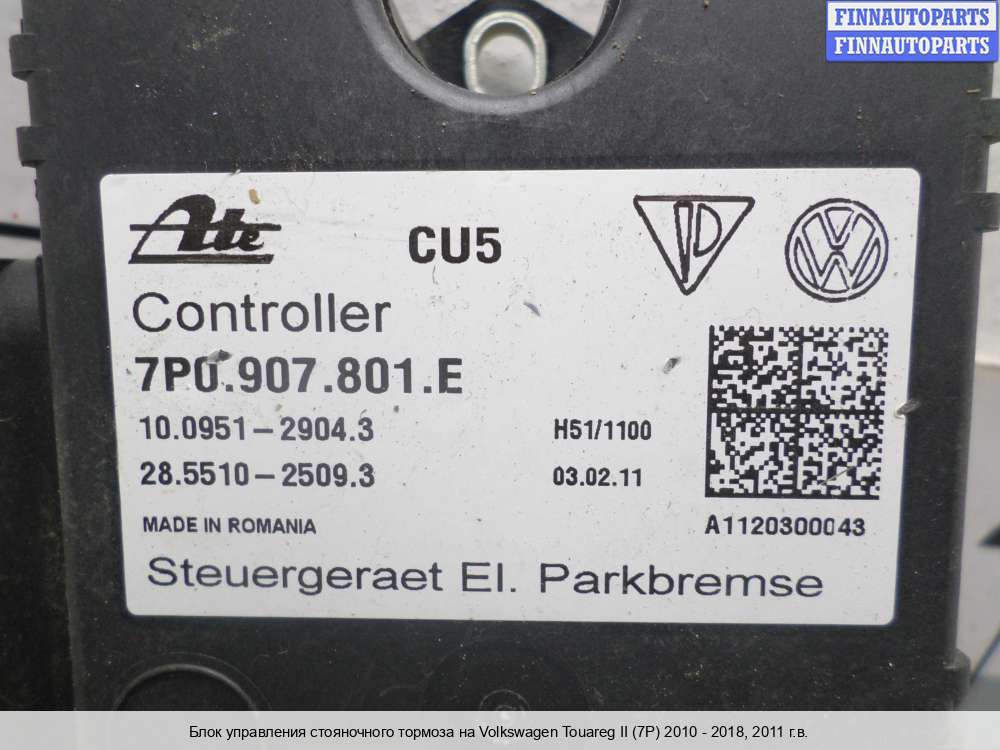 FINNAUTOPARTS
FINNAUTOPARTS
Ate
CU5
Controller
7P0.907.801.E
10.0951-2904.3
H51/1100
28.5510-2509.3
03.02.11
MADE IN ROMANIA
A1120300043
Steuergeraet El. Parkbremse
Блок управления стояночного тормоза на Volkswagen Touareg II (7P) 2010 - 2018, 2011 г.в.